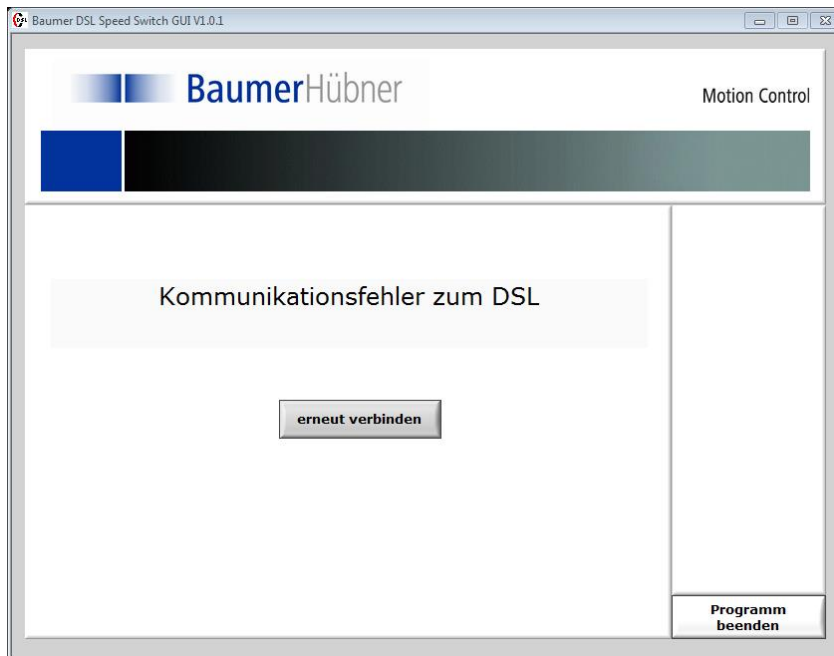 Baumer DSL Speed Switch GUI V1.0.1
BaumerHübner
Motion Control
Kommunikationsfehler zum DSL
erneut verbinden
Programm
beenden